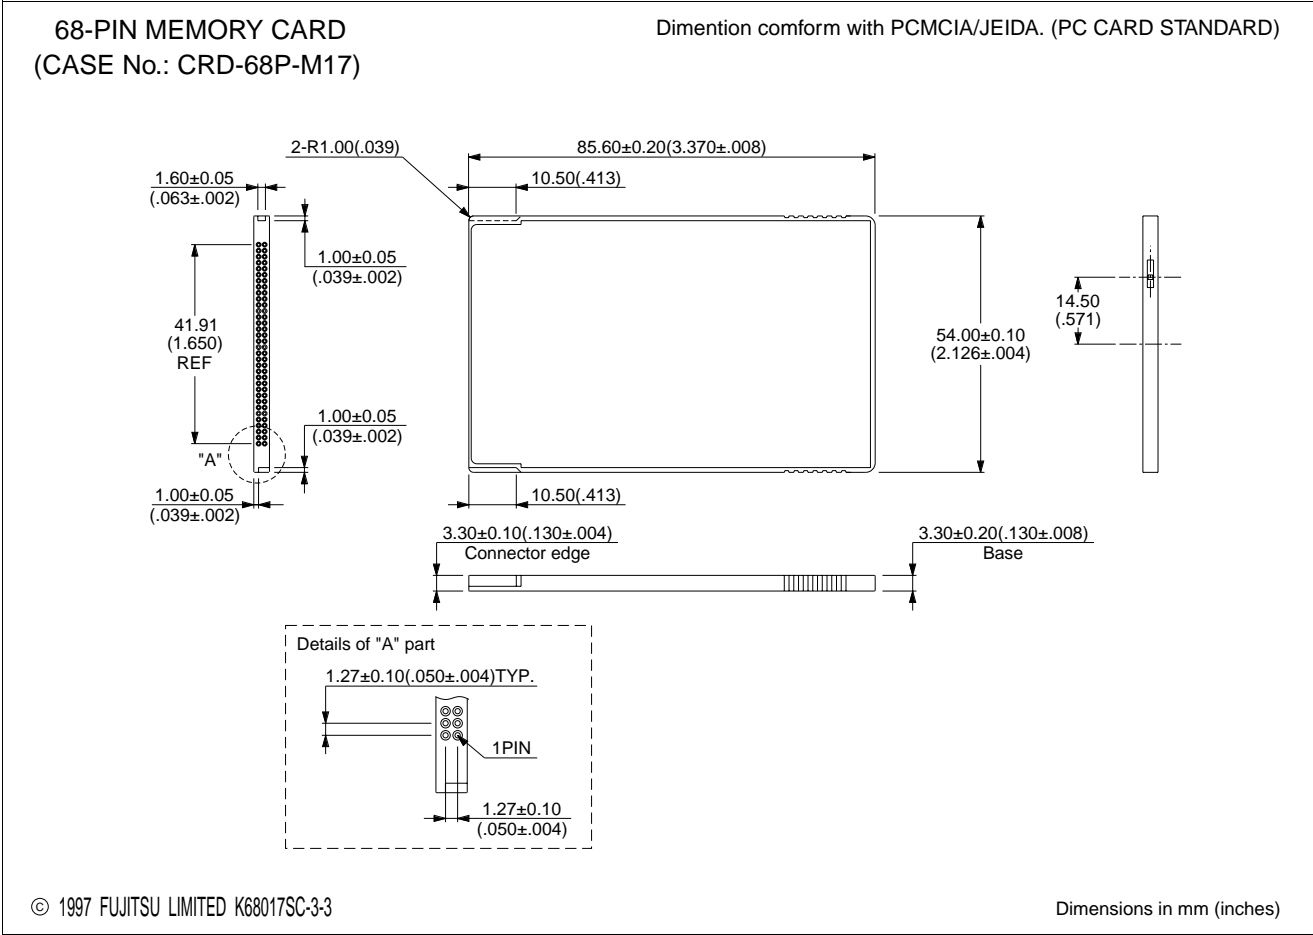 68-PIN MEMORY CARD
(CASE No.: CRD-68P-M17)
Dimention comform with PCMCIA/JEIDA. (PC CARD STANDARD)
2-R1.00(.039)
85.60±0.20(3.370±.008)
10.50(.413)
1.60±0.05
(.063±.002)
1.00±0.05
(.039±.002)
41.91
(1.650)
REF
54.00±0.10
(2.126±.004)
14.50
(.571)
1.00±0.05
(.039±.002)
"A"
1.00±0.05
(.039±.002)
10.50(.413)
3.30±0.10(.130±.004)
Connector edge
3.30±0.20(.130±.008)
Base
Details of "A" part
1.27±0.10(.050±.004)TYP.
1PIN
1.27±0.10
(.050±.004)
© 1997 FUJITSU LIMITED K68017SC-3-3
Dimensions in mm (inches)